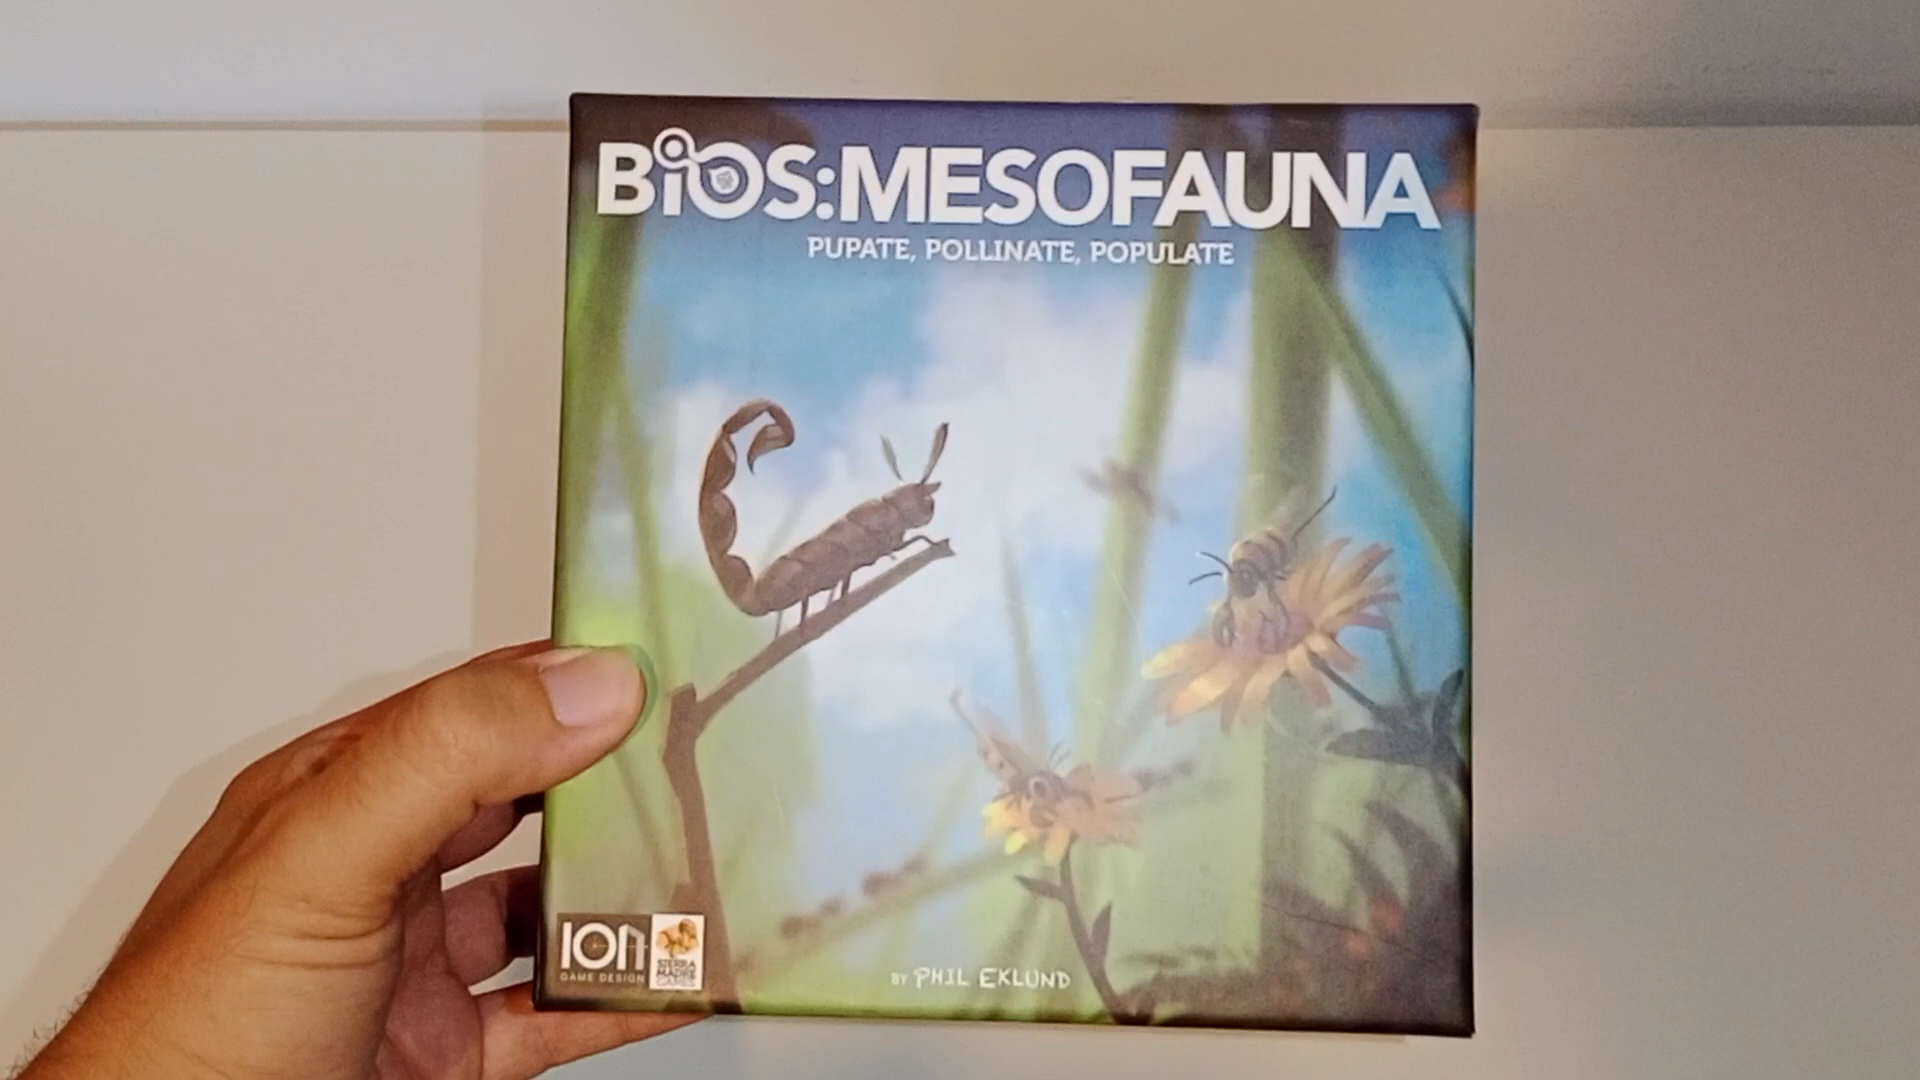 BiOS:MESOFAUNA
PUPATE, POLLINATE, POPULATE
ION
GAME DESIGN
SIERRA
MADRE
GAMES
BY PHIL EKLUND